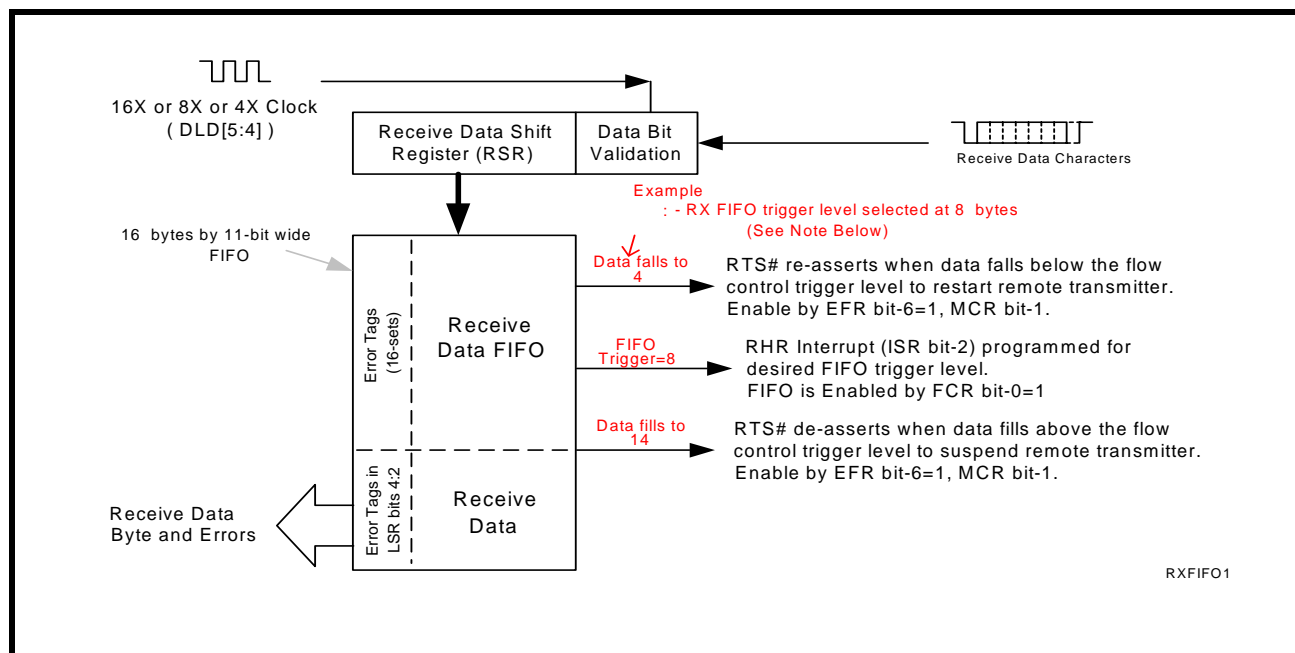 16X or 8X or 4X Clock
( DLD[5:4] )
Receive Data Shift
Register (RSR)
Data Bit
Validation
Receive Data Characters
Example
: - RX FIFO trigger level selected at 8 bytes
(See Note Below)
16 bytes by 11-bit wide
FIFO
Error Tags
(16-sets)
Receive
Data FIFO
Data falls to
4
RTS# re-asserts when data falls below the flow
control trigger level to restart remote transmitter.
Enable by EFR bit-6=1, MCR bit-1.
FIFO
Trigger=8
RHR Interrupt (ISR bit-2) programmed for
desired FIFO trigger level.
FIFO is Enabled by FCR bit-0=1
Data fills to
14
RTS# de-asserts when data fills above the flow
control trigger level to suspend remote transmitter.
Enable by EFR bit-6=1, MCR bit-1.
Error Tags in
LSR bits 4:2
Receive
Data
Receive Data
Byte and Errors
RXFIFO1